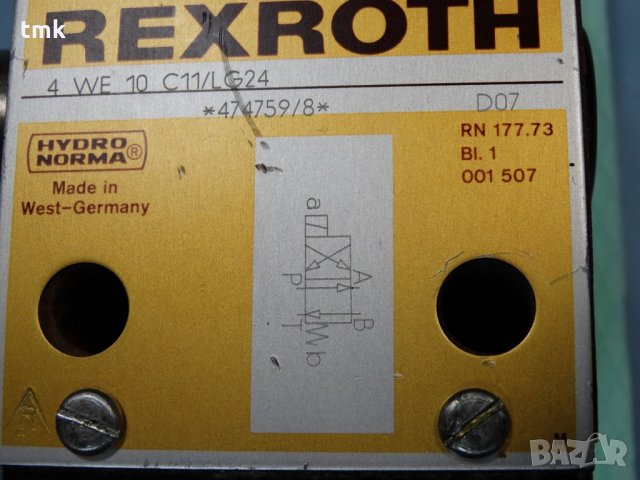 tmk
REXROTH
4 WE 10 C11/LG24
*474759/8*
D07
HYDRO
NORMA®
RN 177.73
Bl. 1
001 507
Made in
West-Germany
a
A
P
B
T
b
M
BAZAR